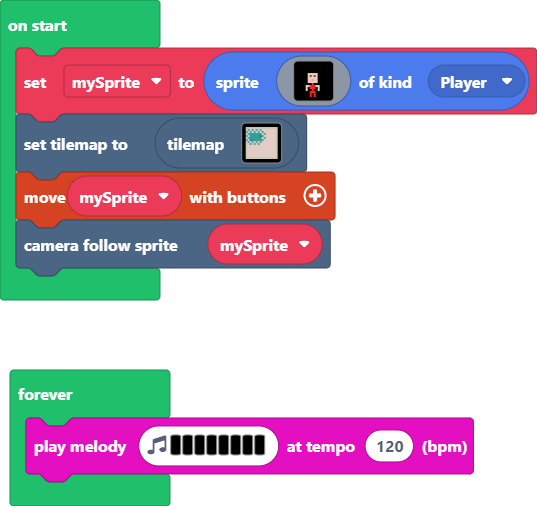 on start
set mySprite to sprite of kind Player
set tilemap to tilemap
move mySprite with buttons
camera follow sprite mySprite
forever
play melody at tempo 120 (bpm)